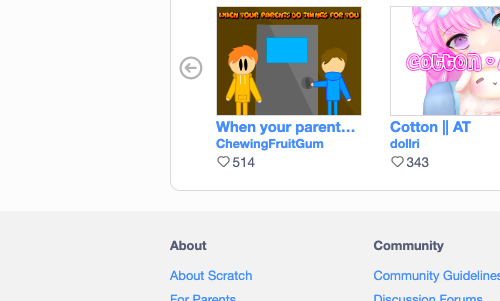 WHEN YOUR PARENTS DO THINGS FOR YOU
COTTON
When your parent...
Cotton || AT
ChewingFruitGum
dollri
514
343
About
Community
About Scratch
Community Guidelines
For Parents
Discussion Forums